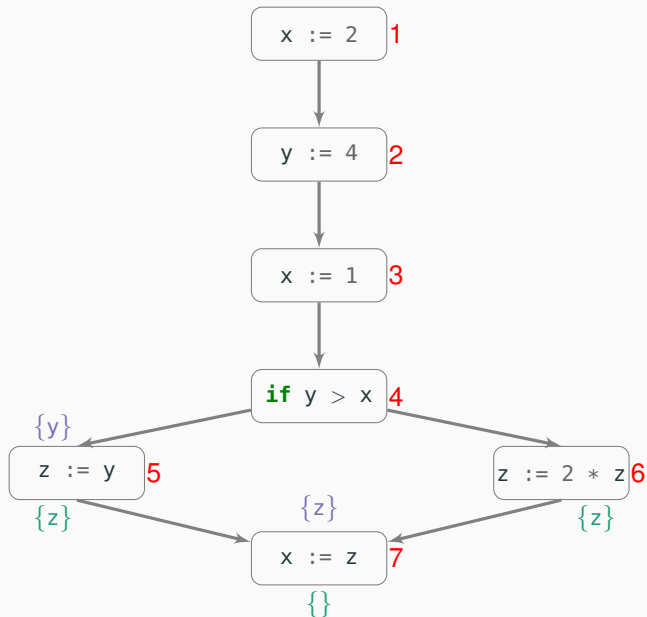 x := 2 1
y := 4 2
x := 1 3
if y > x 4
{y}
z := y 5
z := 2 * z 6
{z}
{z}
{z}
x := z 7
{}